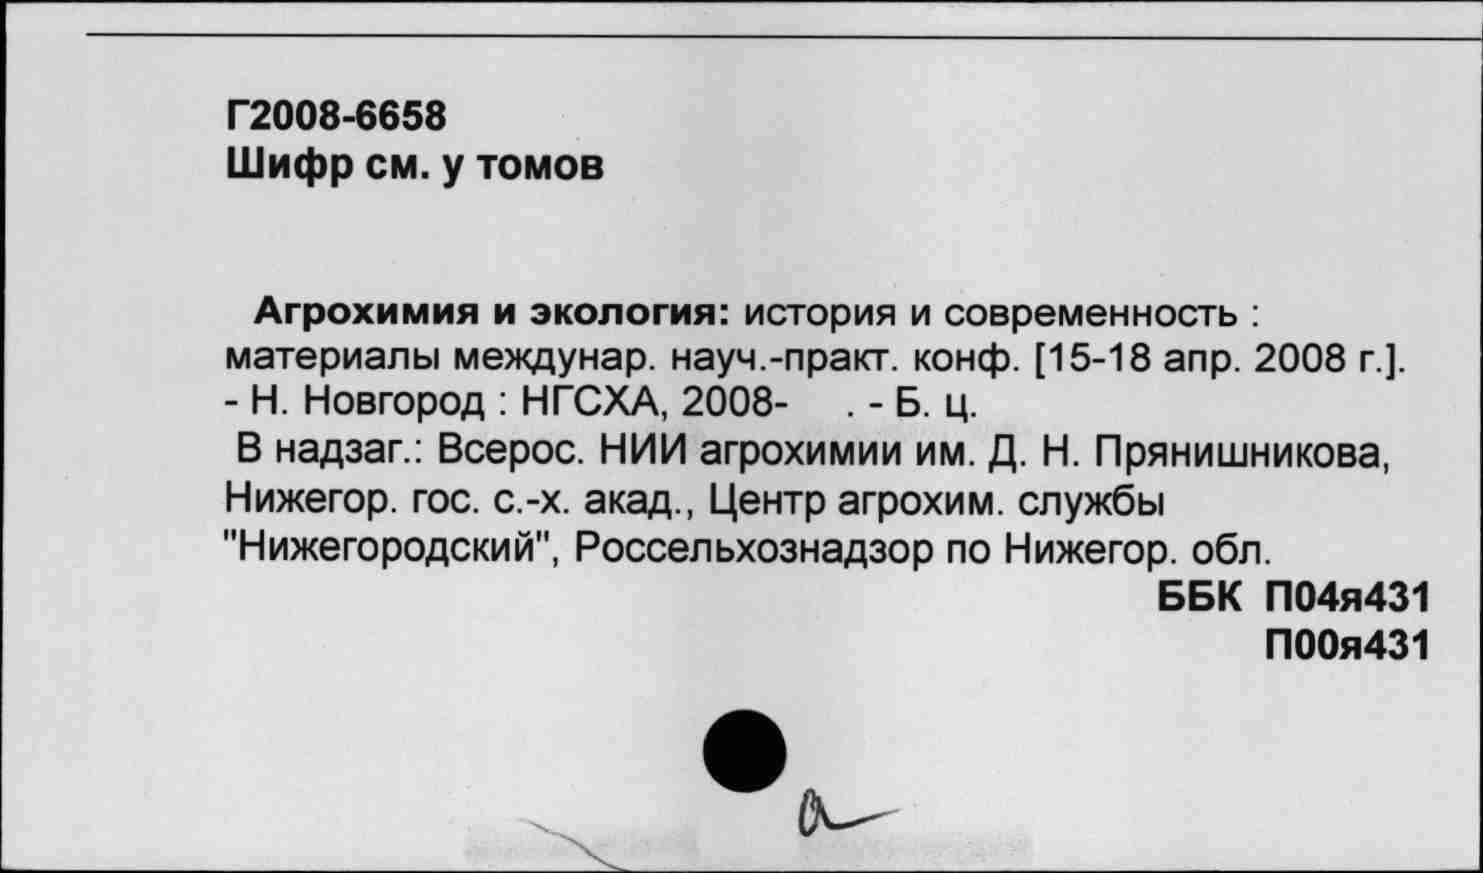 Г2008-6658
Шифр см. у томов
Агрохимия и экология: история и современность :
материалы междунар. науч.-практ. конф. [15-18 апр. 2008 г.].
- Н. Новгород : НГСХА, 2008- . - Б. ц.
В надзаг.: Всерос. НИИ агрохимии им. Д. Н. Прянишникова,
Нижегор. гос. с.-х. акад., Центр агрохим. службы
"Нижегородский", Россельхознадзор по Нижегор. обл.
ББК П04я431
П00я431